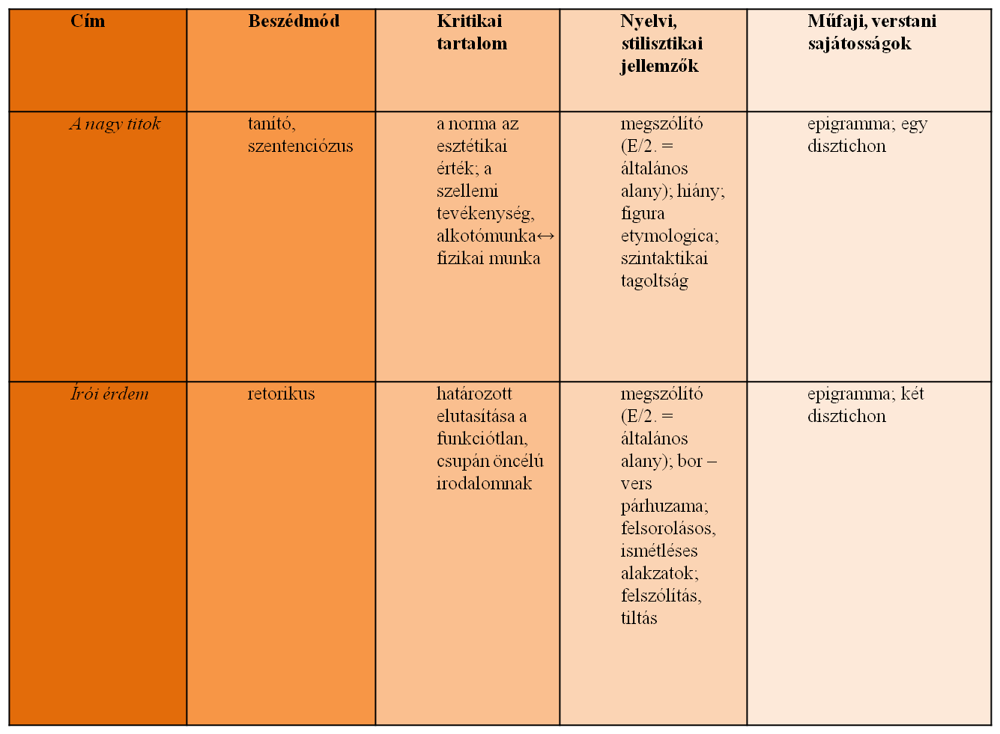 Cím
Beszédmód
Kritikai
tartalom
Nyelvi,
stilisztikai
jellemzők
Műfaji, verstani
sajátosságok
A nagy titok
tanító,
szentenciózus
a norma az
esztétikai
érték; a
szellemi
tevékenység,
alkotómunka↔
fizikai munka
megszólító
(E/2. =
általános
alany); hiány;
figura
etymologica;
szintaktikai
tagoltság
epigramma; egy
disztichon
Írói érdem
retorikus
határozott
elutasítása a
funkciótlan,
csupán öncélú
irodalomnak
megszólító
(E/2. =
általános
alany); bor –
vers
párhuzama;
felsorolásos,
ismétléses
alakzatok;
felszólítás,
tiltás
epigramma; két
disztichon